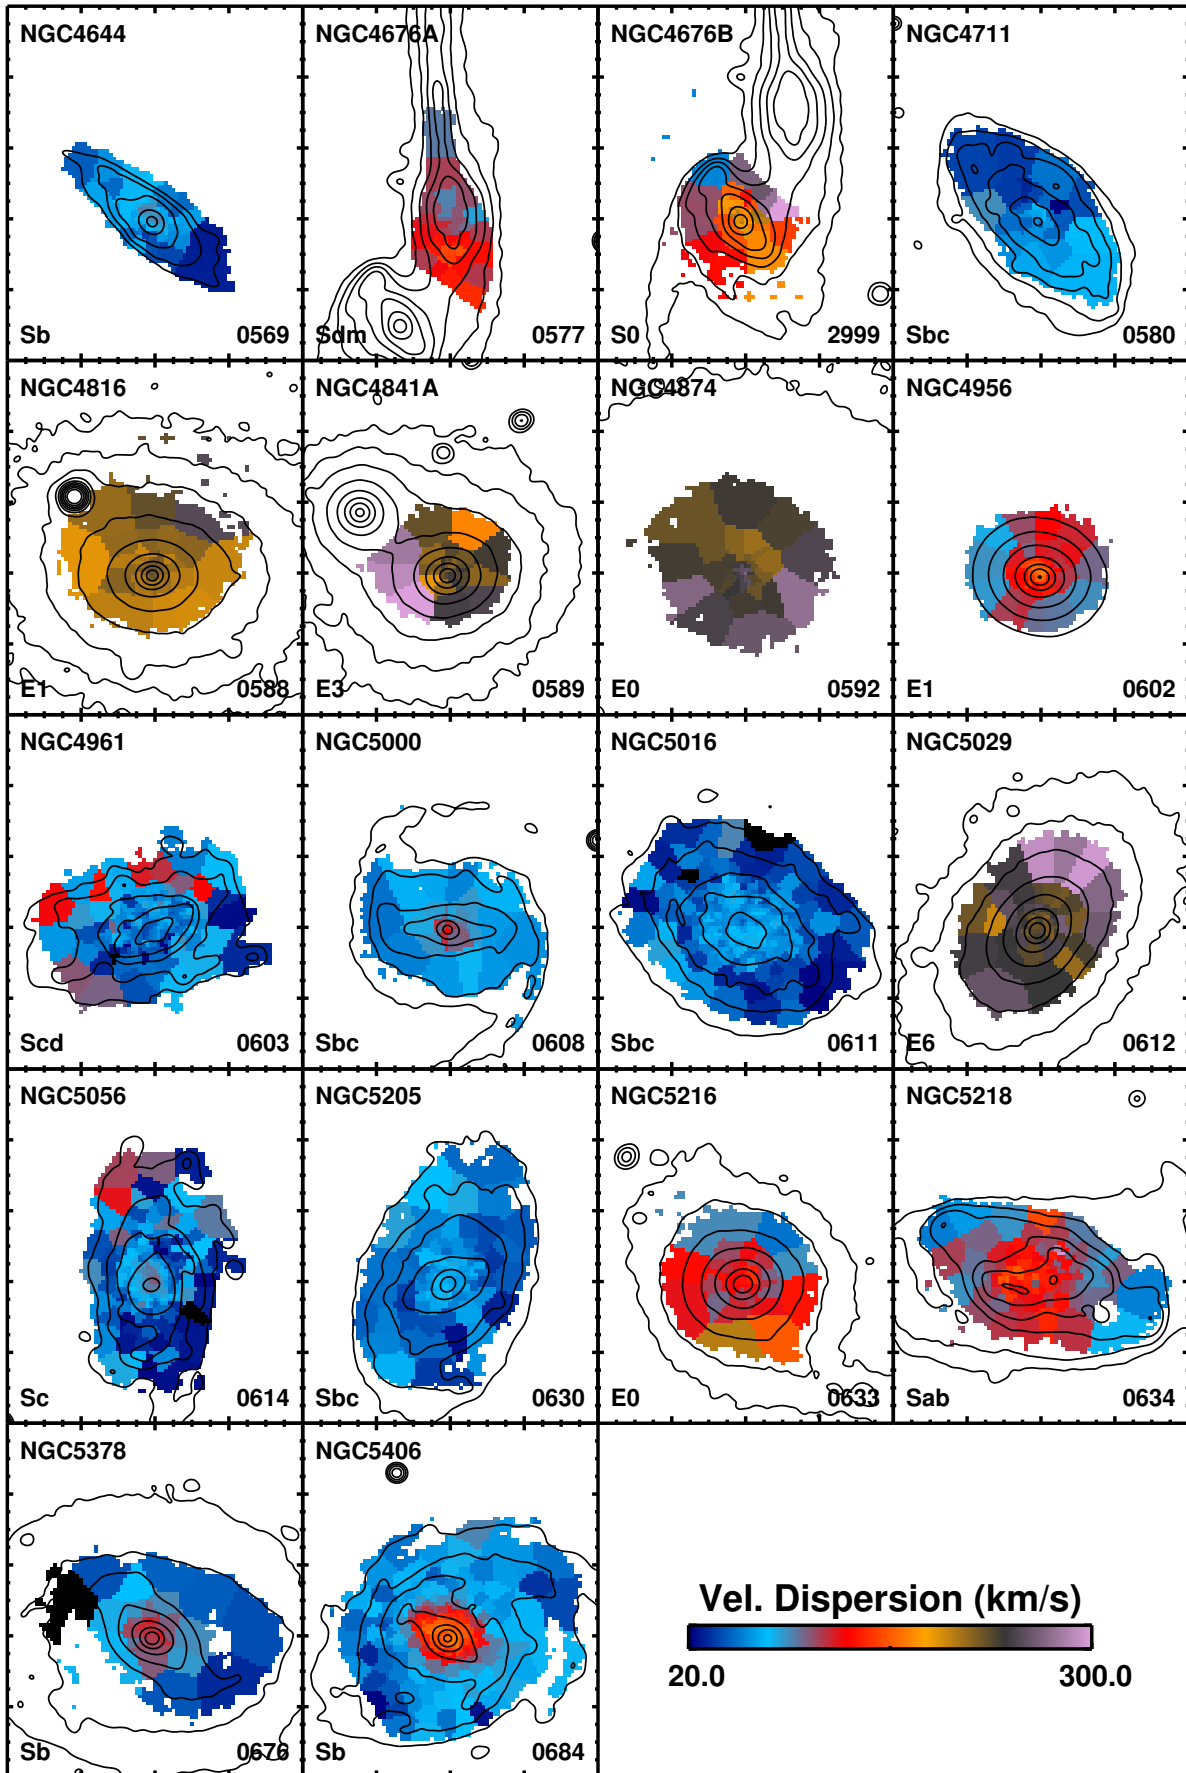 NGC4644 NGC4676A NGC4676B NGC4711
Sb 0569 Sdm 0577 S0 2999 Sbc 0580
NGC4816 NGC4841A NGC4874 NGC4956
E1 0588 E3 0589 E0 0592 E1 0602
NGC4961 NGC5000 NGC5016 NGC5029
Scd 0603 Sbc 0608 Sbc 0611 E6 0612
NGC5056 NGC5205 NGC5216 NGC5218
Sc 0614 Sbc 0630 E0 0633 Sab 0634
NGC5378 NGC5406
Vel. Dispersion (km/s)
20.0 300.0
Sb 0676 Sb 0684